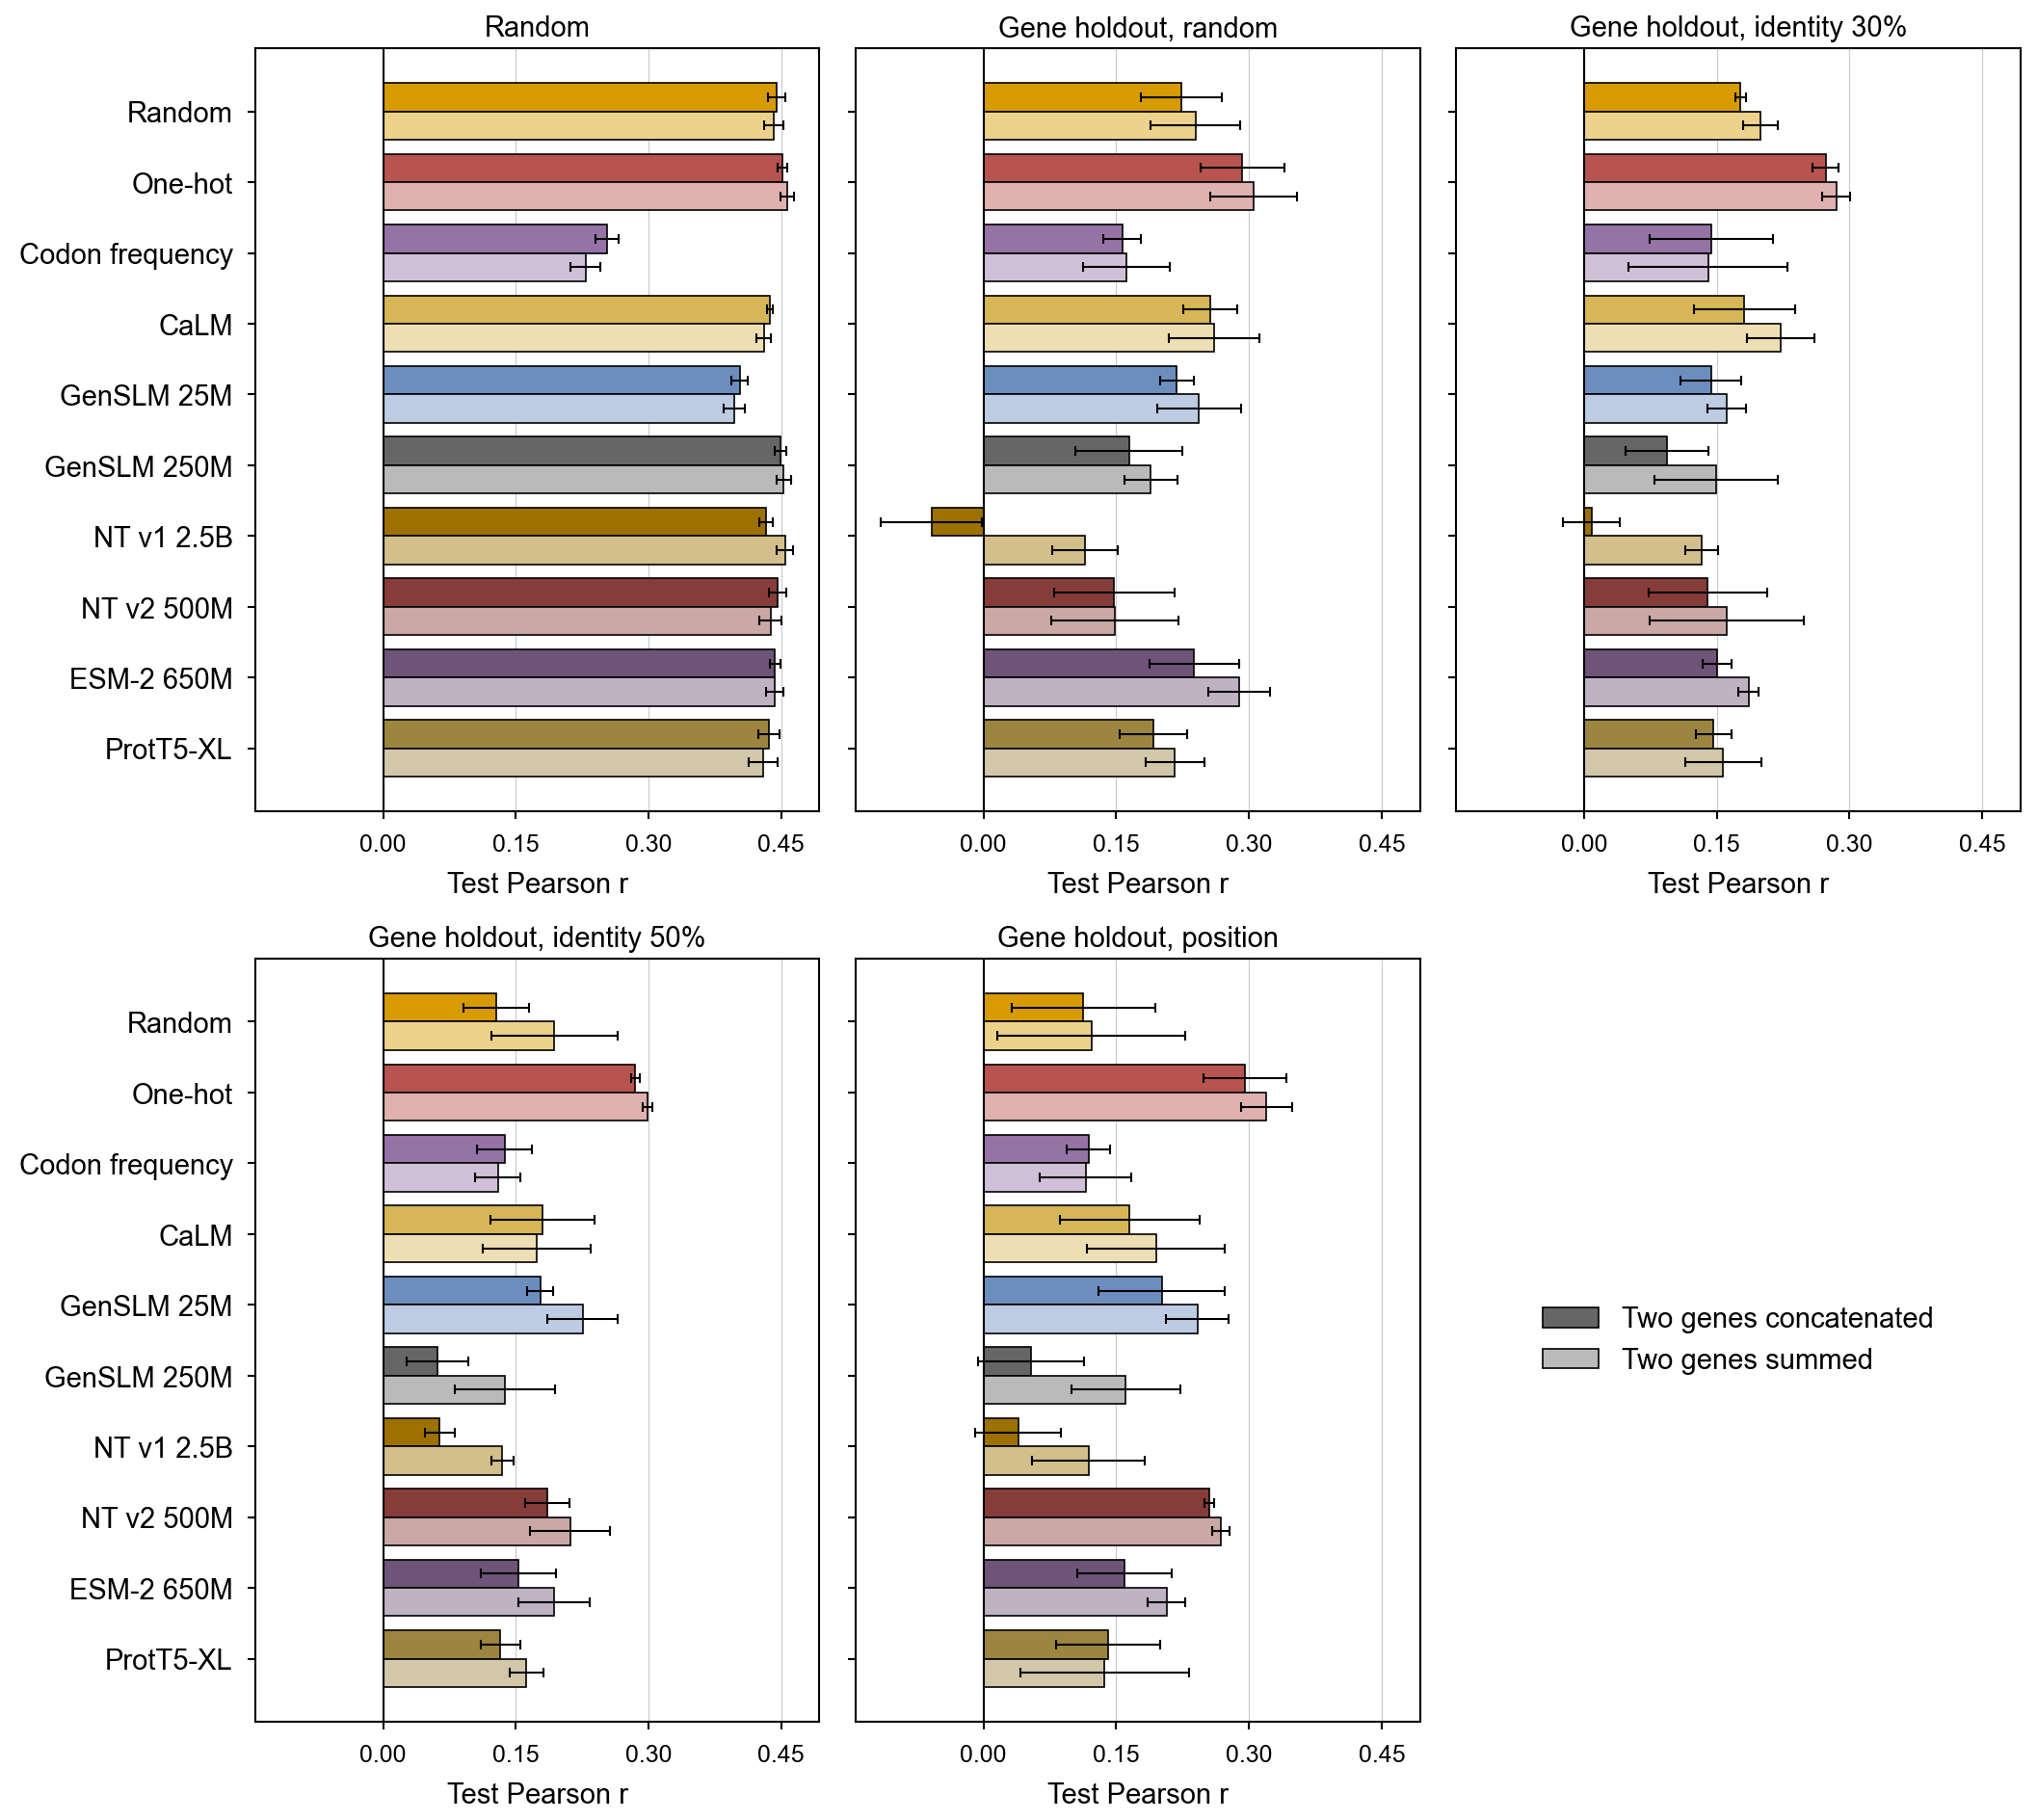 Random
Gene holdout, random
Gene holdout, identity 30%
Random
One-hot
Codon frequency
CaLM
GenSLM 25M
GenSLM 250M
NT v1 2.5B
NT v2 500M
ESM-2 650M
ProtT5-XL
0.00 0.15 0.30 0.45
0.00 0.15 0.30 0.45
0.00 0.15 0.30 0.45
Test Pearson r
Test Pearson r
Test Pearson r
Gene holdout, identity 50%
Gene holdout, position
Random
One-hot
Codon frequency
CaLM
GenSLM 25M
GenSLM 250M
NT v1 2.5B
NT v2 500M
ESM-2 650M
ProtT5-XL
Two genes concatenated
Two genes summed
0.00 0.15 0.30 0.45
0.00 0.15 0.30 0.45
Test Pearson r
Test Pearson r